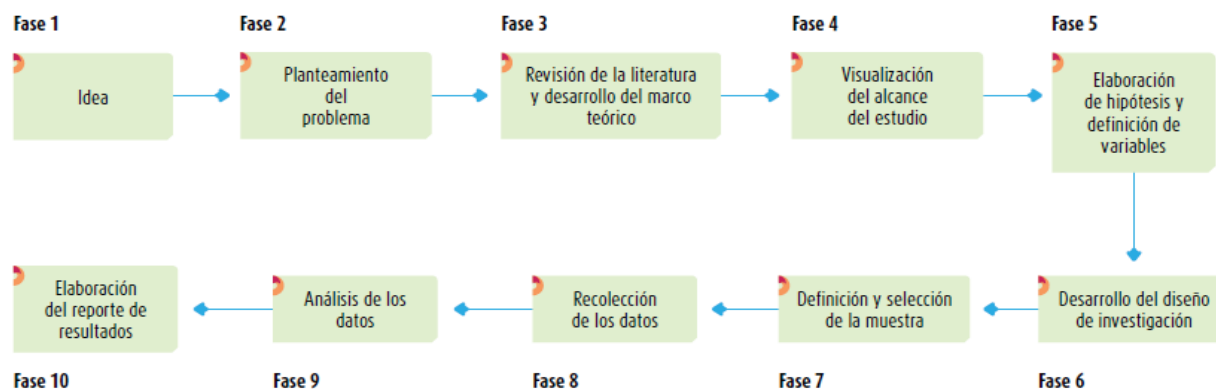 Fase 1
Idea
Fase 2
Planteamiento
del
problema
Fase 3
Revisión de la literatura
y desarrollo del marco
teórico
Fase 4
Visualización
del alcance
del estudio
Fase 5
Elaboración
de hipótesis y
definición de
variables
Desarrollo del diseño
de investigación
Fase 6
Definición y selección
de la muestra
Fase 7
Recolección
de los datos
Fase 8
Análisis de los
datos
Fase 9
Elaboración
del reporte de
resultados
Fase 10